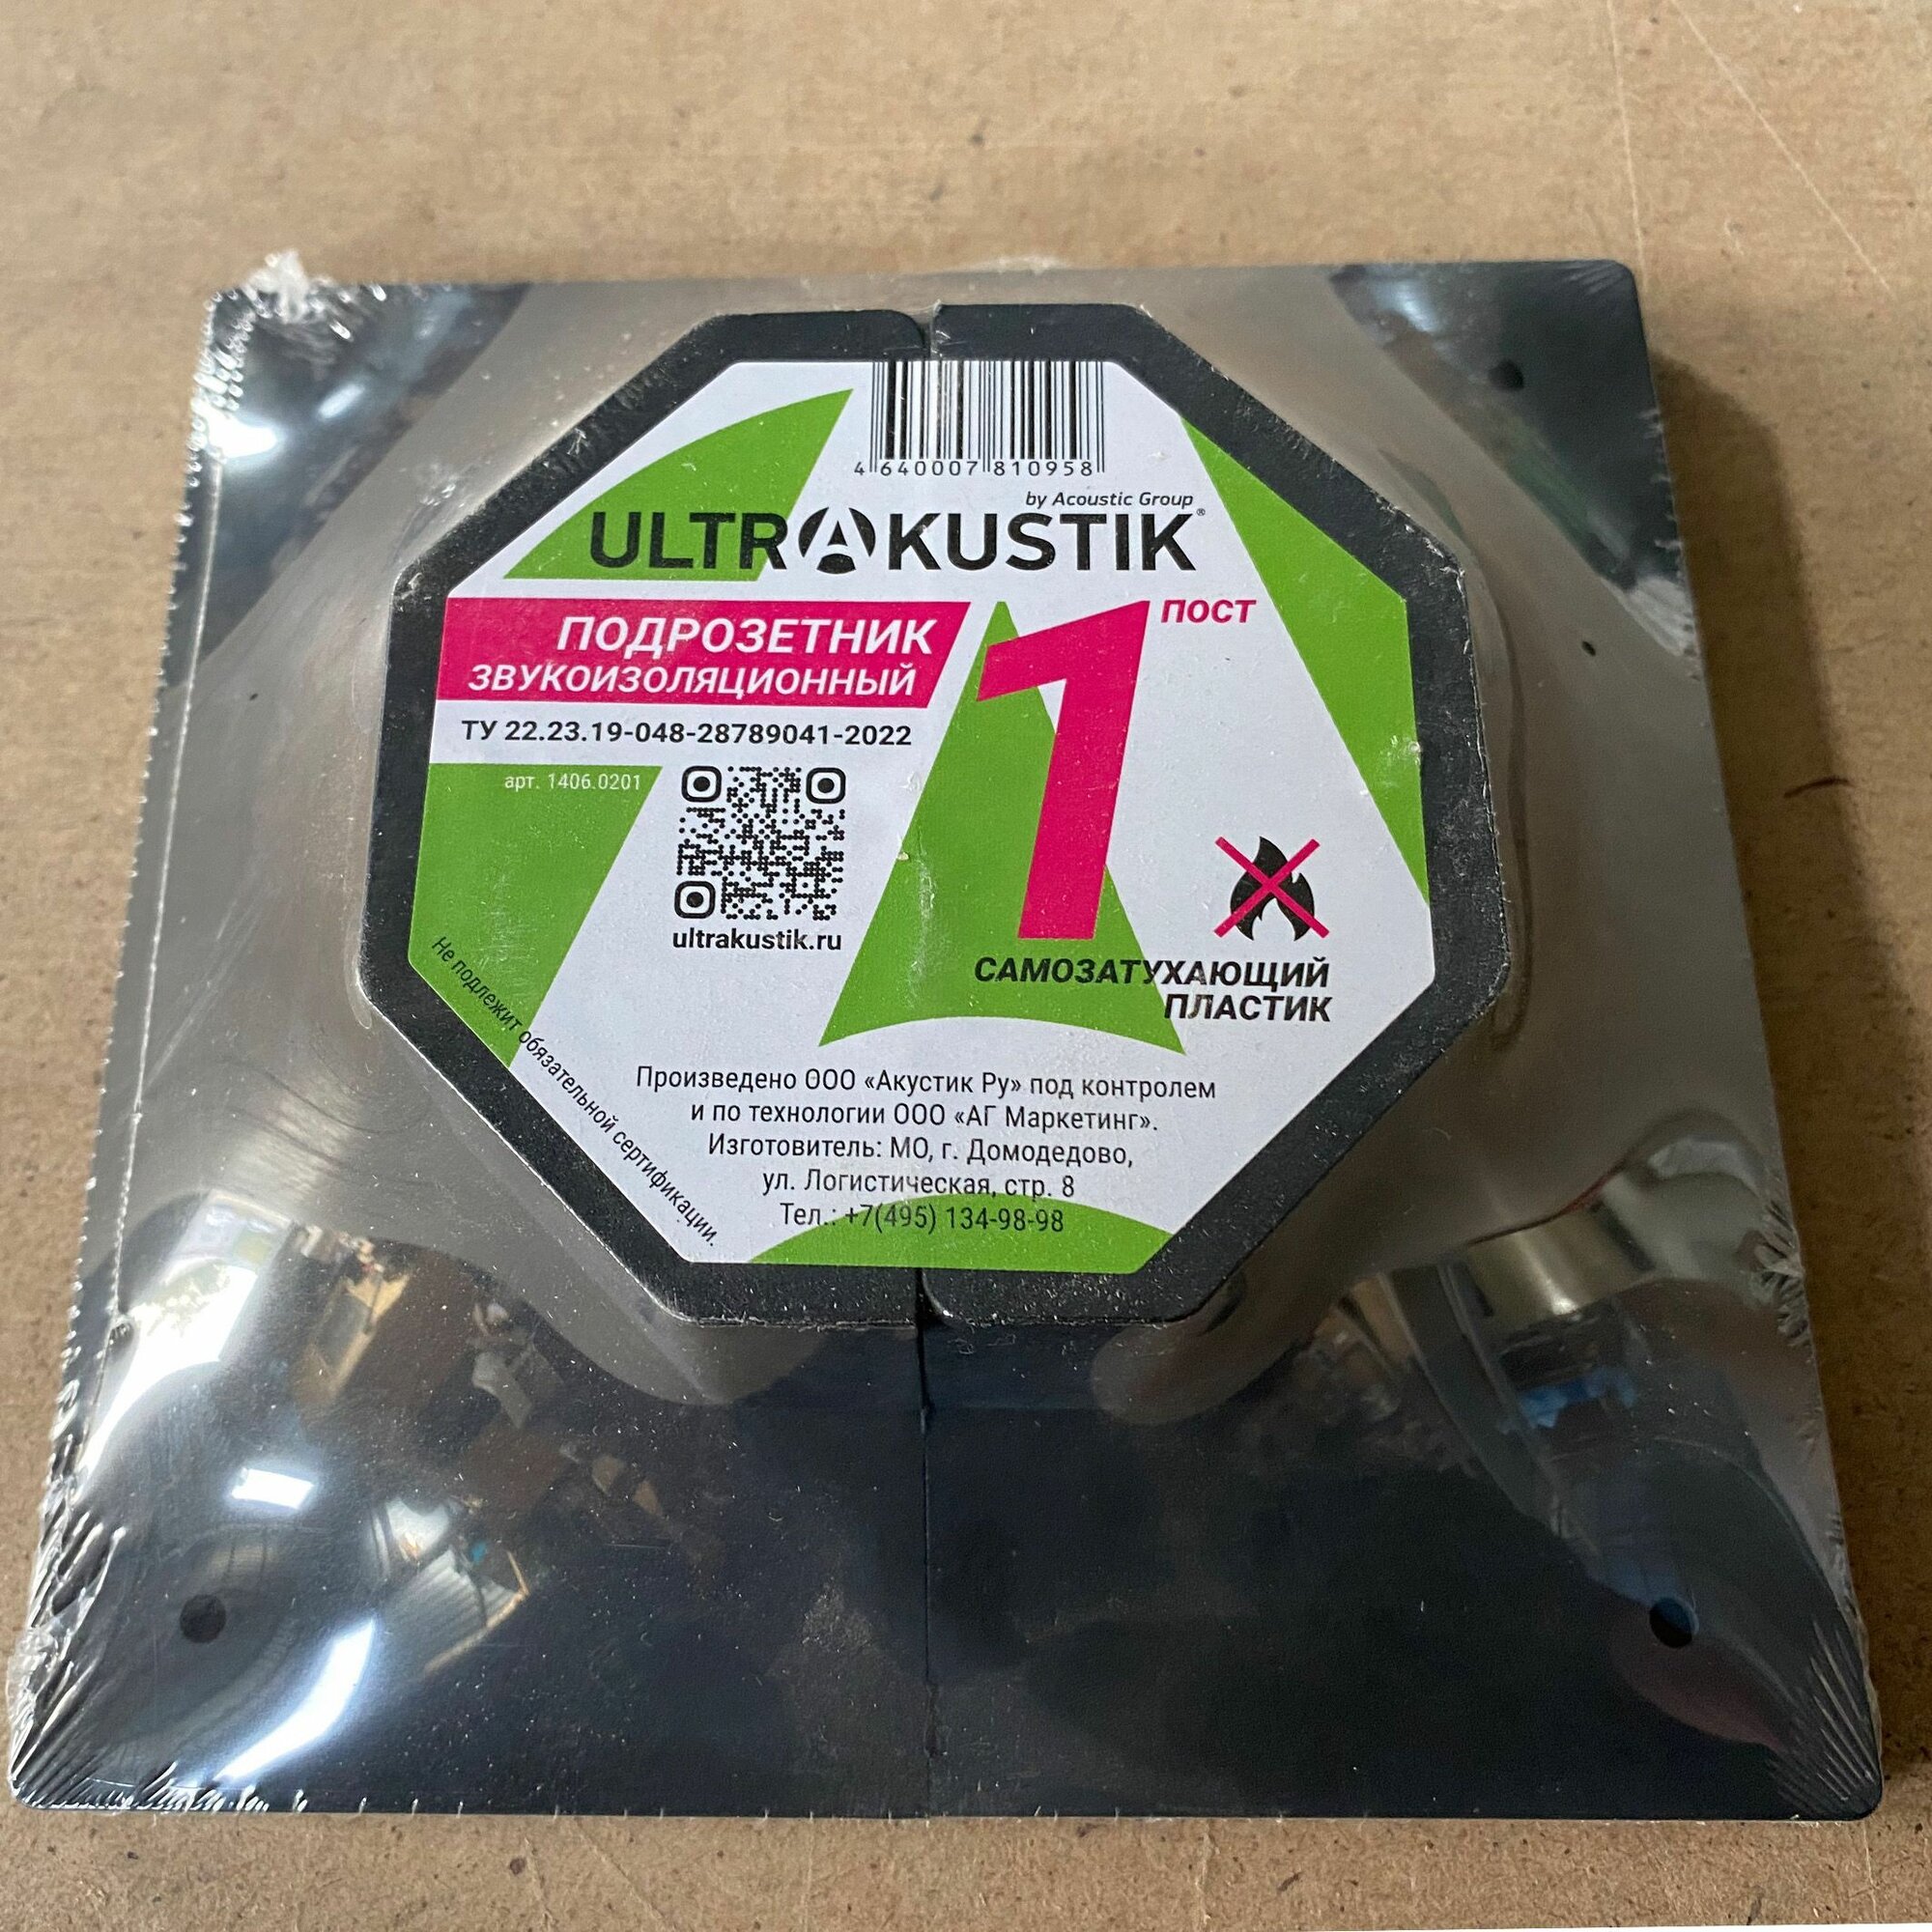 4 640007 810958
by Acoustic Group
ULTRAKUSTIK®
ПОДРОЗЕТНИК
ЗВУКОИЗОЛЯЦИОННЫЙ
1 ПОСТ
ТУ 22.23.19-048-28789041-2022
арт. 1406.0201
ultrakustik.ru
САМОЗАТУХАЮЩИЙ
ПЛАСТИК
Не подлежит обязательной сертификации.
Произведено ООО «Акустик Ру» под контролем
и по технологии ООО «АГ Маркетинг».
Изготовитель: МО, г. Домодедово,
ул. Логистическая, стр. 8
Тел.: +7(495) 134-98-98